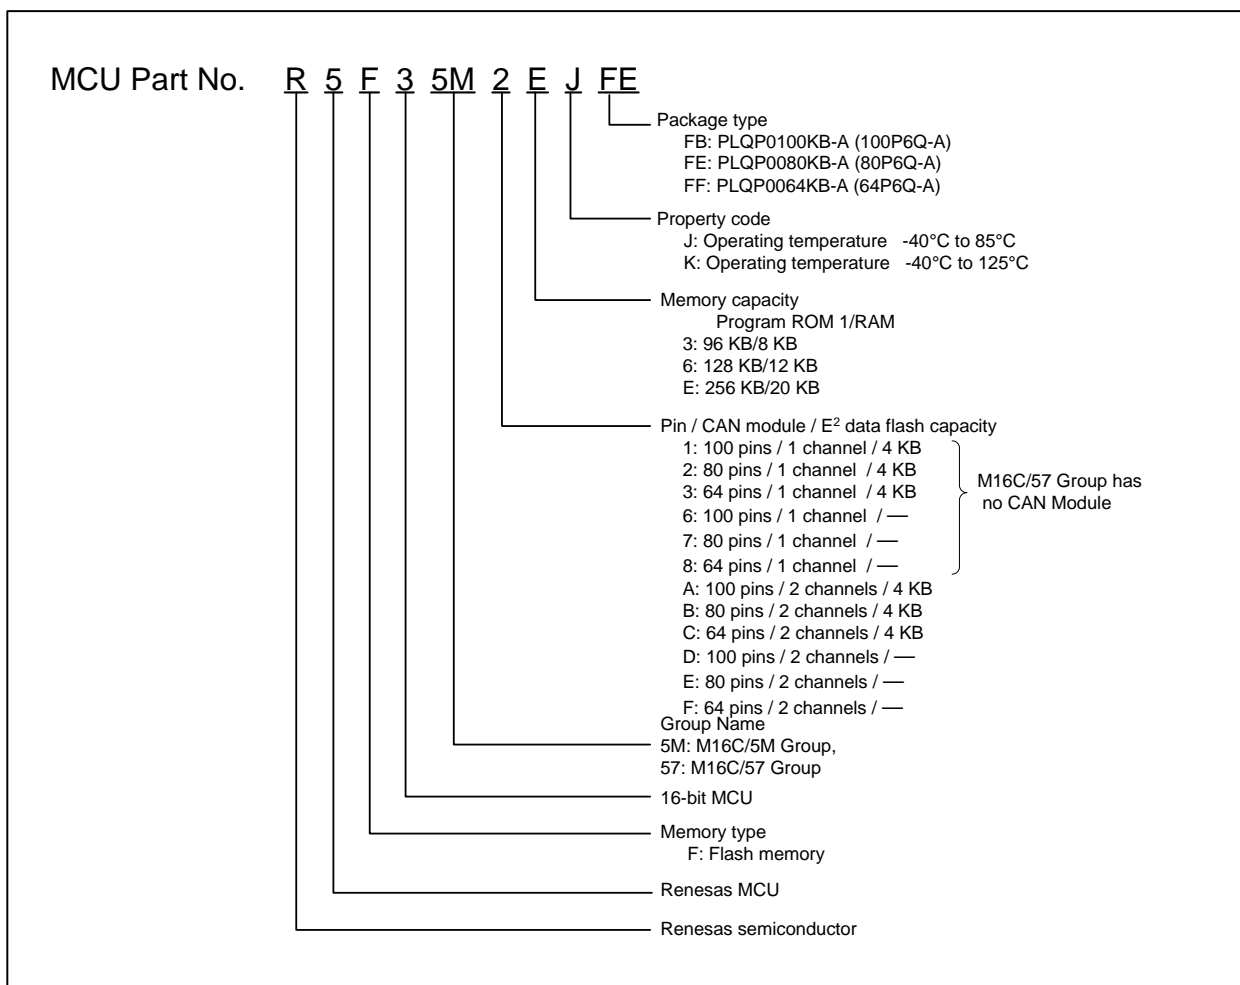 MCU Part No. R 5 F 3 5M 2 E J FE
Package type
FB: PLQP0100KB-A (100P6Q-A)
FE: PLQP0080KB-A (80P6Q-A)
FF: PLQP0064KB-A (64P6Q-A)
Property code
J: Operating temperature -40°C to 85°C
K: Operating temperature -40°C to 125°C
Memory capacity
Program ROM 1/RAM
3: 96 KB/8 KB
6: 128 KB/12 KB
E: 256 KB/20 KB
Pin / CAN module / E² data flash capacity
1: 100 pins / 1 channel / 4 KB
2: 80 pins / 1 channel / 4 KB
3: 64 pins / 1 channel / 4 KB
6: 100 pins / 1 channel / —
7: 80 pins / 1 channel / —
8: 64 pins / 1 channel / —
M16C/57 Group has
no CAN Module
A: 100 pins / 2 channels / 4 KB
B: 80 pins / 2 channels / 4 KB
C: 64 pins / 2 channels / 4 KB
D: 100 pins / 2 channels / —
E: 80 pins / 2 channels / —
F: 64 pins / 2 channels / —
Group Name
5M: M16C/5M Group,
57: M16C/57 Group
16-bit MCU
Memory type
F: Flash memory
Renesas MCU
Renesas semiconductor